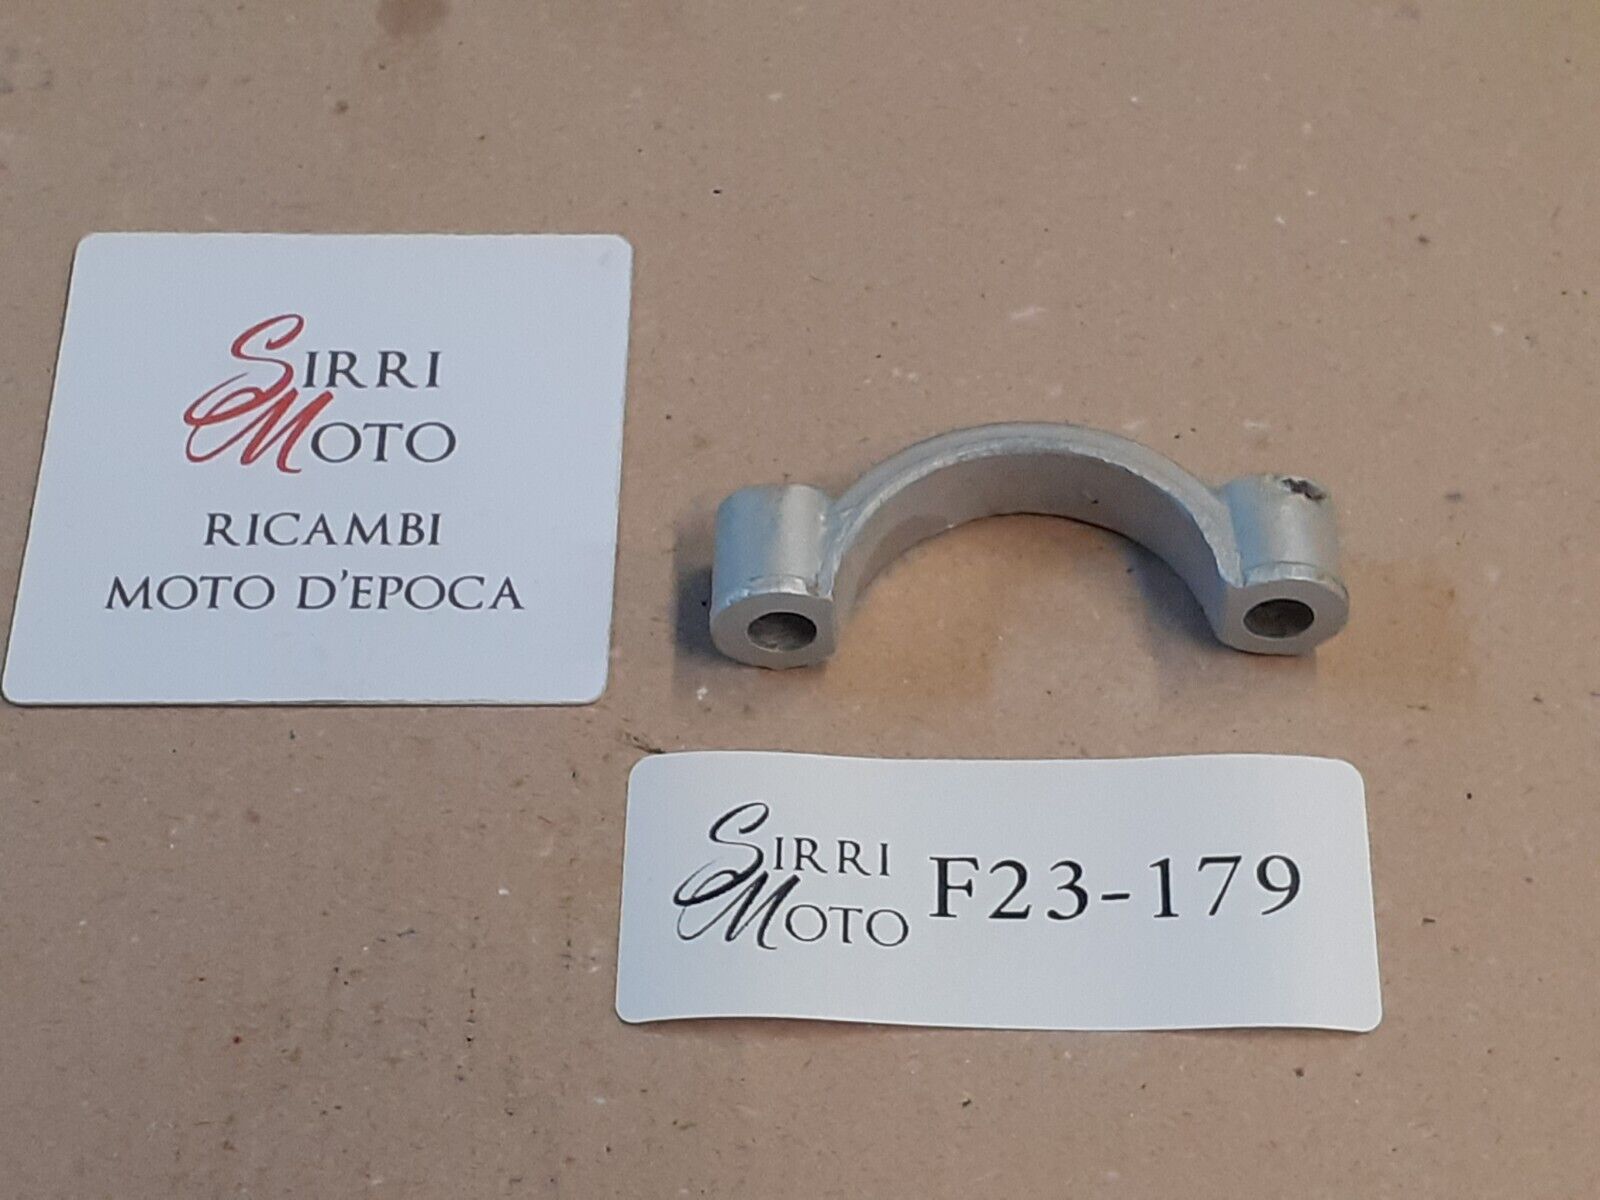 SIRRI
MOTO
RICAMBI
MOTO D'EPOCA
SIRRI
MOTO
F23-179